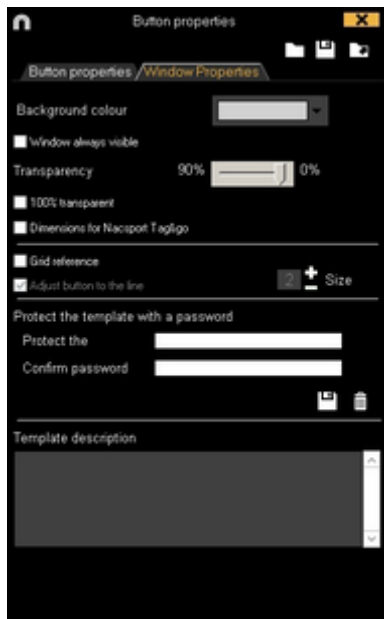 Button properties
Button properties Window Properties
Background colour
Window always visible
Transparency 90% 0%
100% transparent
Dimensions for Nacsport Tag&go
Grid reference
Adjust button to the line 2 Size
Protect the template with a password
Protect the
Confirm password
Template description